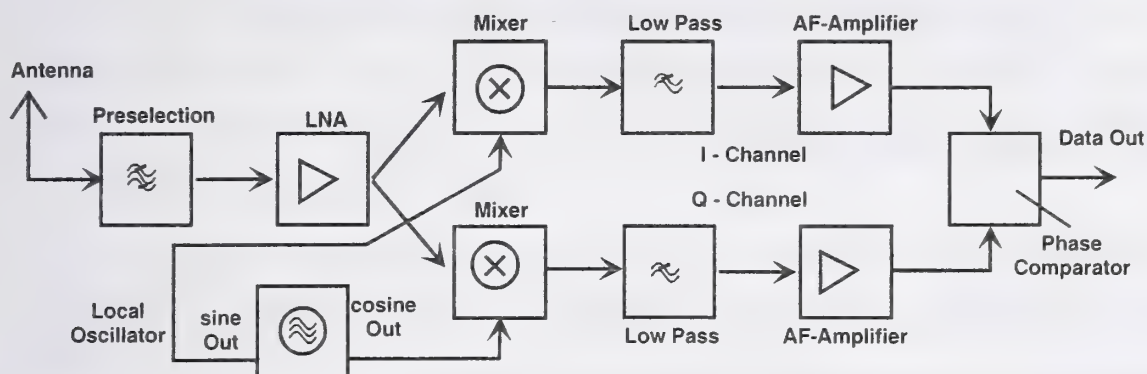 Mixer
Low Pass
AF-Amplifier
Antenna
Preselection
LNA
I - Channel
Data Out
Q - Channel
Mixer
Phase
Comparator
Local
Oscillator
sine
Out
cosine
Out
Low Pass
AF-Amplifier